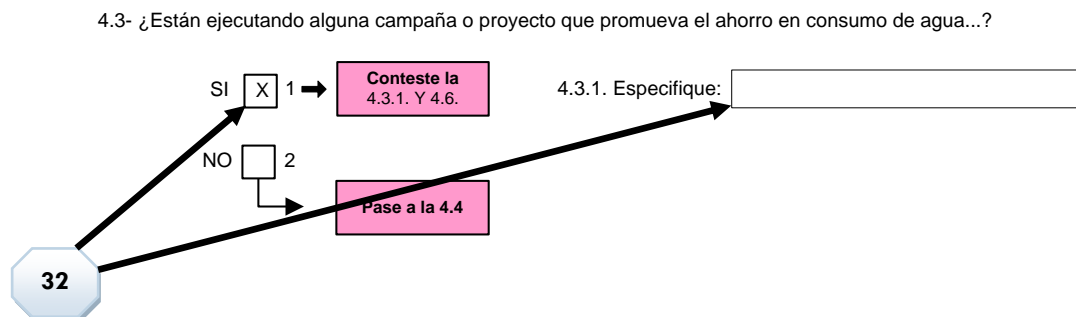 4.3- ¿Están ejecutando alguna campaña o proyecto que promueva el ahorro en consumo de agua...?
SI X 1 Conteste la
4.3.1. Y 4.6.
4.3.1. Especifique:
NO 2
Pase a la 4.4
32